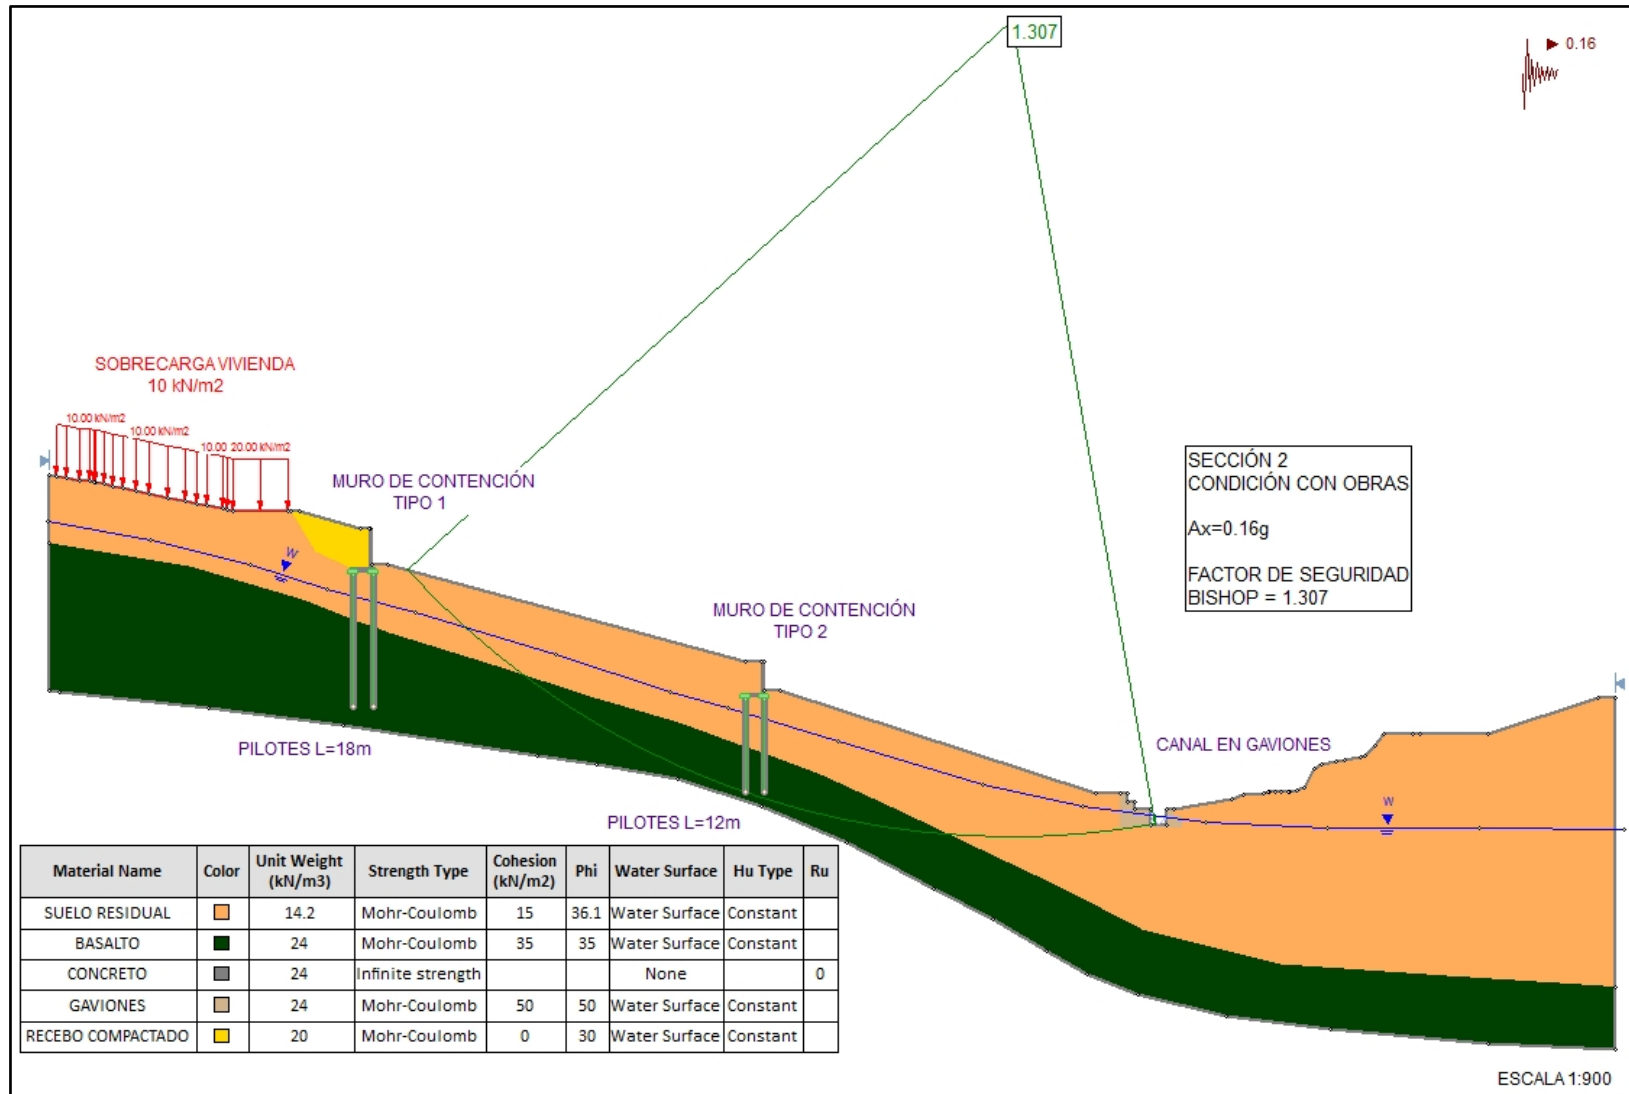 1.307
0.16
SOBRECARGA VIVIENDA
10 kN/m2
10.00 kN/m2
10.00 kN/m2
10.00 20.00 kN/m2
MURO DE CONTENCIÓN
TIPO 1
SECCIÓN 2
CONDICIÓN CON OBRAS
Ax=0.16g
FACTOR DE SEGURIDAD
BISHOP = 1.307
W
MURO DE CONTENCIÓN
TIPO 2
PILOTES L=18m
CANAL EN GAVIONES
W
PILOTES L=12m
Material Name Color Unit Weight (kN/m3) Strength Type Cohesion (kN/m2) Phi Water Surface Hu Type Ru
SUELO RESIDUAL 14.2 Mohr-Coulomb 15 36.1 Water Surface Constant
BASALTO 24 Mohr-Coulomb 35 35 Water Surface Constant
CONCRETO 24 Infinite strength None 0
GAVIONES 24 Mohr-Coulomb 50 50 Water Surface Constant
RECEBO COMPACTADO 20 Mohr-Coulomb 0 30 Water Surface Constant
ESCALA 1:900